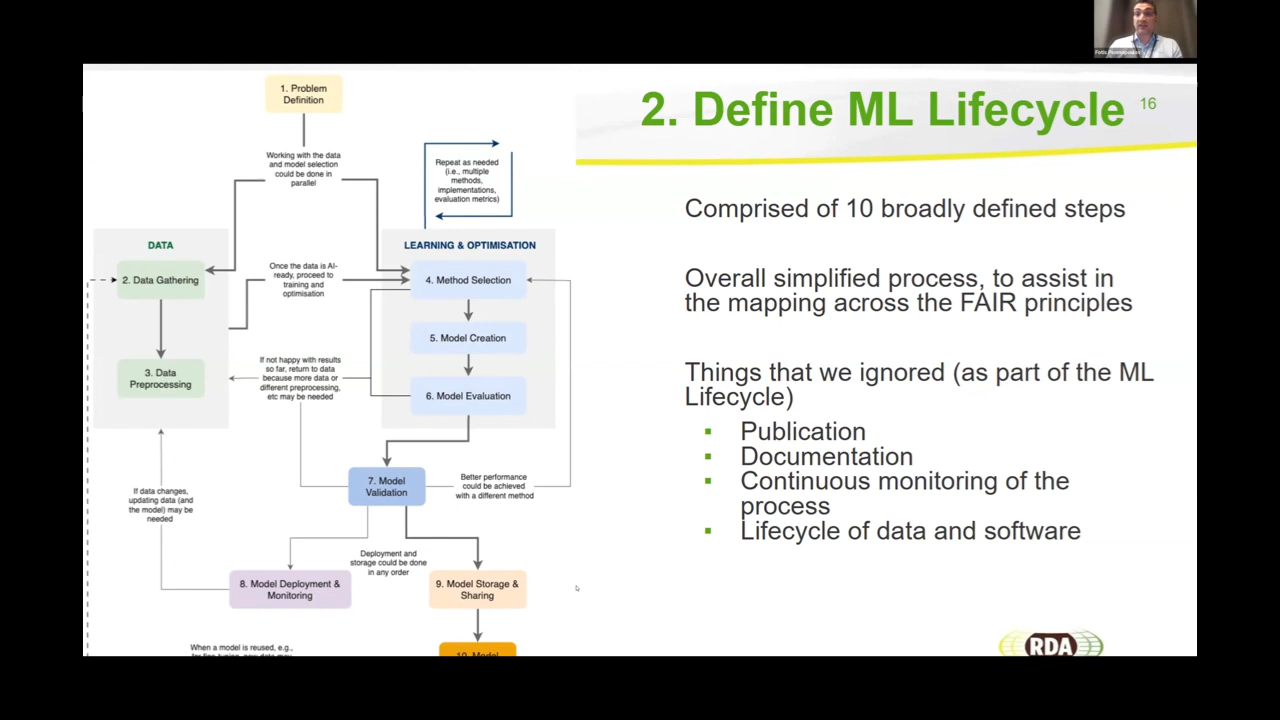 Fotis
2. Define ML Lifecycle
16
1. Problem
Definition
Working with the data
and model selection
could be done in
parallel
Repeat as needed
(i.e., multiple
methods,
implementations,
evaluation metrics)
DATA
LEARNING & OPTIMISATION
2. Data Gathering
Once the data is AI-
ready, proceed to
training and
optimisation
4. Method Selection
5. Model Creation
If not happy with results
so far, return to data
because more data or
different preprocessing,
etc may be needed
3. Data
Preprocessing
6. Model Evaluation
7. Model
Validation
Better performance
could be achieved
with a different method
If data changes,
updating data (and
the model) may be
needed
Deployment and
storage could be done
in any order
8. Model Deployment &
Monitoring
9. Model Storage &
Sharing
When a model is reused, e.g.,
10. Model
Comprised of 10 broadly defined steps
Overall simplified process, to assist in
the mapping across the FAIR principles
Things that we ignored (as part of the ML
Lifecycle)
▪ Publication
▪ Documentation
▪ Continuous monitoring of the
process
▪ Lifecycle of data and software
RDA